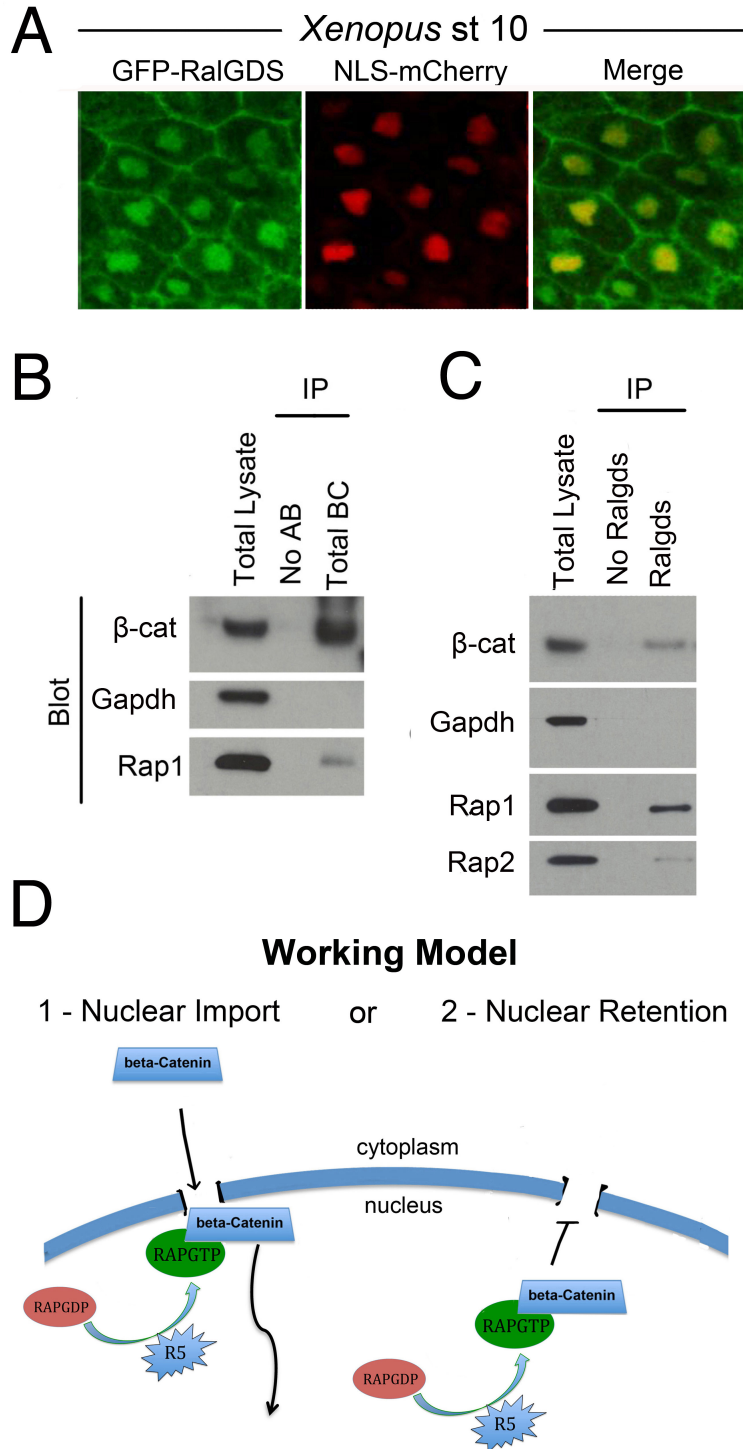 A
Xenopus st 10
GFP-RalGDS NLS-mCherry Merge
B
IP
Total Lysate
No AB
Total BC
Blot
β-cat
Gapdh
Rap1
C
IP
Total Lysate
No Ralgds
Ralgds
β-cat
Gapdh
Rap1
Rap2
D
Working Model
1 - Nuclear Import or 2 - Nuclear Retention
beta-Catenin
cytoplasm
nucleus
beta-Catenin
RAPGTP
RAPGDP
R5
beta-Catenin
RAPGTP
RAPGDP
R5